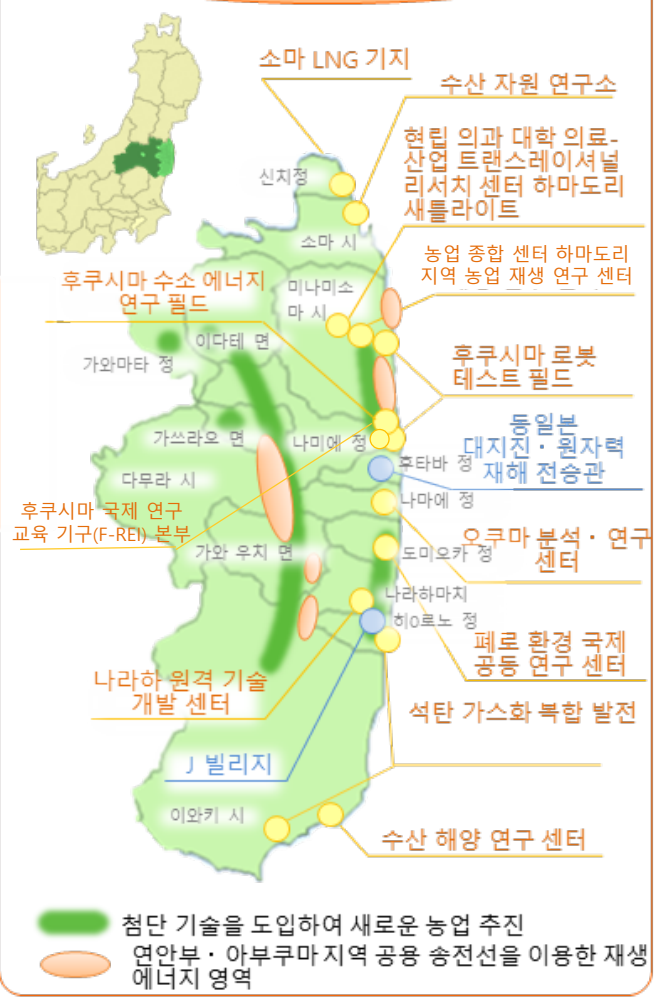 소마 LNG 기지
수산 자원 연구소
현립 의과 대학 의료-
산업 트랜스레이셔널
리서치 센터 하마도리
새틀라이트
신치정
소마 시
농업 종합 센터 하마도리
지역 농업 재생 연구 센터
후쿠시마 수소 에너지
연구 필드
미나미소
마 시
이다테 면
가와마타 정
후쿠시마 로봇
테스트 필드
가쓰라오 면
나미에 정
동일본
대지진・원자력
재해 전승관
후타바 정
다무라 시
나마에 정
후쿠시마 국제 연구
교육 기구(F-REI) 본부
오쿠마 분석・연구
센터
가와 우치 면
도미오카 정
나라하마치
히0르노 정
폐로 환경 국제
공동 연구 센터
나라하 원격 기술
개발 센터
석탄 가스화 복합 발전
J 빌리지
이와키 시
수산 해양 연구 센터
첨단 기술을 도입하여 새로운 농업 추진
연안부・아부쿠마 지역 공용 송전선을 이용한 재생
에너지 영역